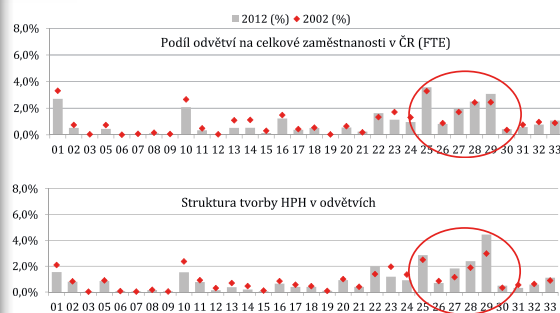 2012 (%) 2002 (%)
8,0%
Podíl odvětví na celkové zaměstnanosti v ČR (FTE)
6,0%
4,0%
2,0%
0,0%
01 02 03 05 06 07 08 09 10 11 12 13 14 15 16 17 18 19 20 21 22 23 24 25 26 27 28 29 30 31 32 33
8,0%
Struktura tvorby HPH v odvětvích
6,0%
4,0%
2,0%
0,0%
01 02 03 05 06 07 08 09 10 11 12 13 14 15 16 17 18 19 20 21 22 23 24 25 26 27 28 29 30 31 32 33